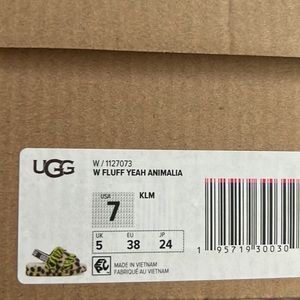 UGG
W / 1127073
W FLUFF YEAH ANIMALIA
USA
7
KLM
UK
5
EU
38
JP
24
MADE IN VIETNAM
FABRIQUÉ AU VIETNAM
1 95719 30030